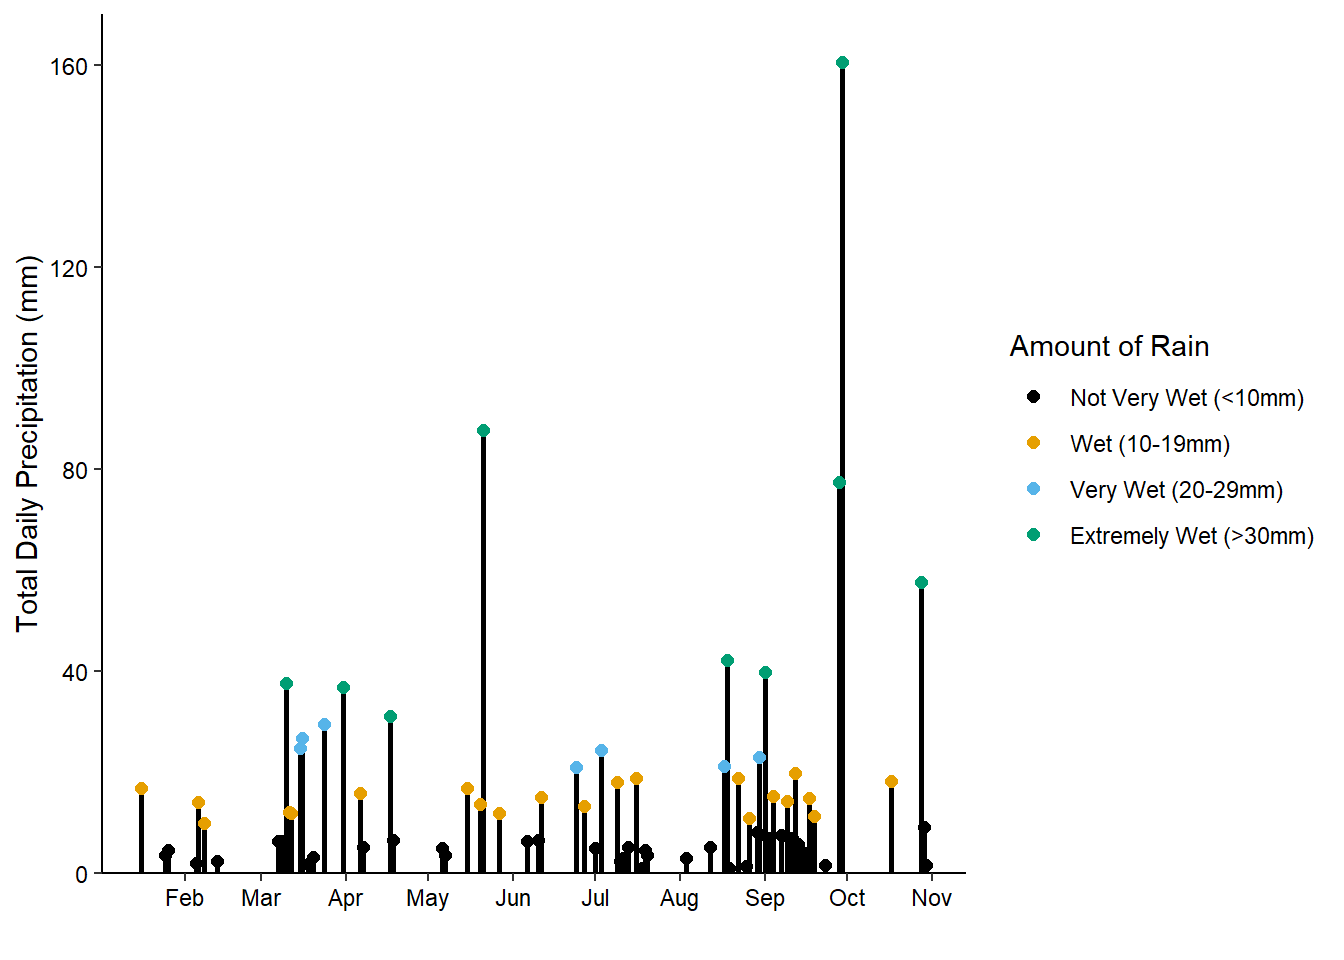 Total Daily Precipitation (mm)
160
120
80
40
0
Feb Mar Apr May Jun Jul Aug Sep Oct Nov
Amount of Rain
Not Very Wet (<10mm)
Wet (10-19mm)
Very Wet (20-29mm)
Extremely Wet (>30mm)